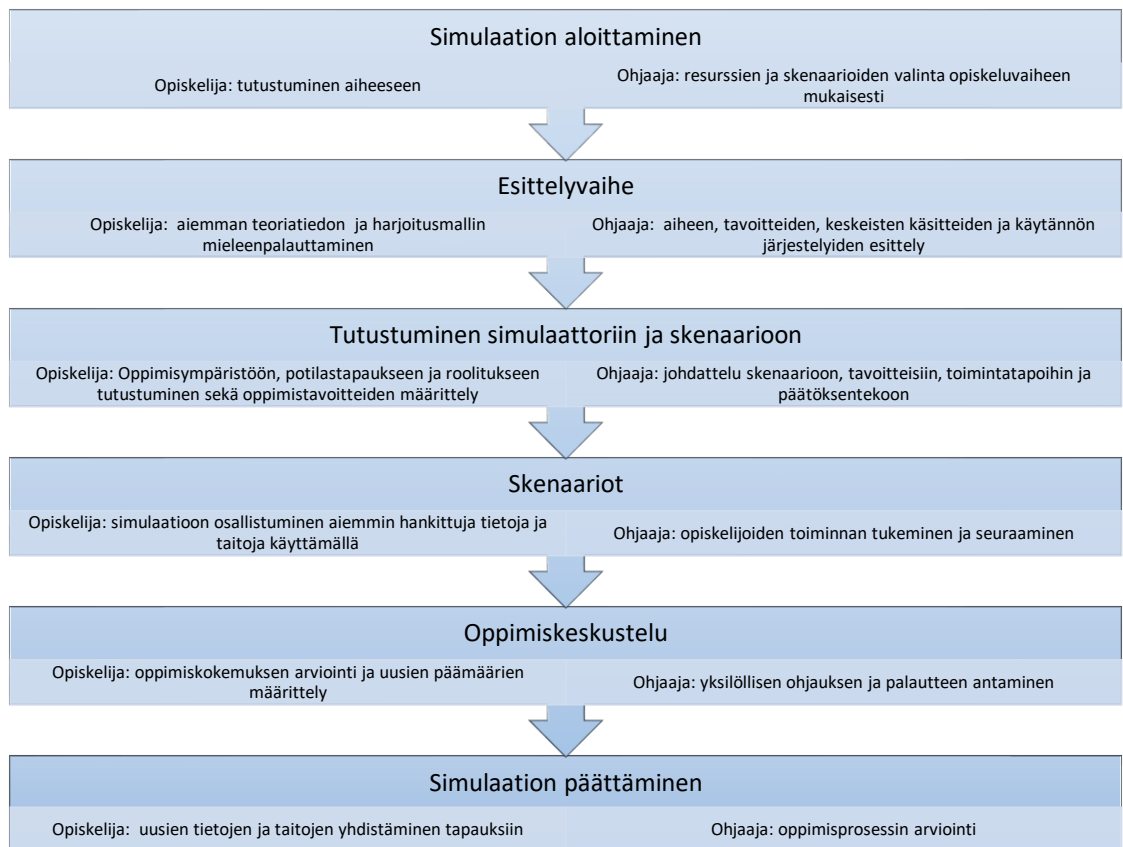 Simulaation aloittaminen
Opiskelija: tutustuminen aiheeseen
Ohjaaja: resurssien ja skenaarioiden valinta opiskeluvaiheen
mukaisesti
Esittelyvaihe
Opiskelija: aiemman teoriatiedon ja harjoitusmallin
mieleenpalauttaminen
Ohjaaja: aiheen, tavoitteiden, keskeisten käsitteiden ja käytännön
järjestelyiden esittely
Tutustuminen simulaattoriin ja skenaarioon
Opiskelija: Oppimisympäristöön, potilastapaukseen ja roolitukseen
tutustuminen sekä oppimistavoitteiden määrittely
Ohjaaja: johdattelu skenaarioon, tavoitteisiin, toimintatapoihin ja
päätöksentekoon
Skenaariot
Opiskelija: simulaatioon osallistuminen aiemmin hankittuja tietoja ja
taitoja käyttämällä
Ohjaaja: opiskelijoiden toiminnan tukeminen ja seuraaminen
Oppimiskeskustelu
Opiskelija: oppimiskokemuksen arviointi ja uusien päämäärien
määrittely
Ohjaaja: yksilöllisen ohjauksen ja palautteen antaminen
Simulaation päättäminen
Opiskelija: uusien tietojen ja taitojen yhdistäminen tapauksiin
Ohjaaja: oppimisprosessin arviointi